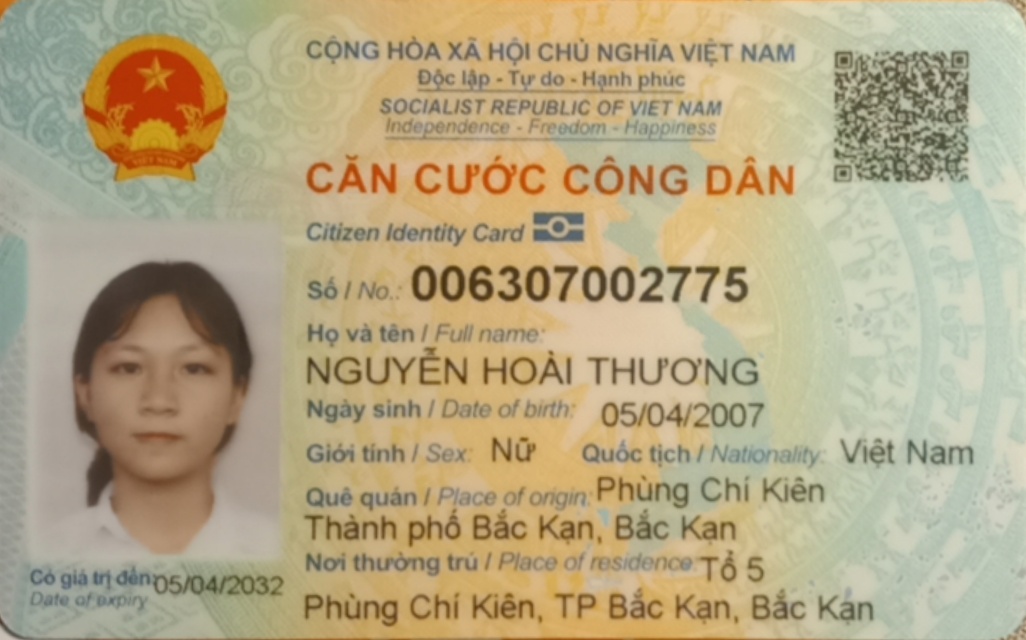 CỘNG HÒA XÃ HỘI CHỦ NGHĨA VIỆT NAM
Độc lập - Tự do - Hạnh phúc
SOCIALIST REPUBLIC OF VIET NAM
Independence - Freedom - Happiness
CĂN CƯỚC CÔNG DÂN
Citizen Identity Card
Số / No.: 006307002775
Họ và tên / Full name:
NGUYỄN HOÀI THƯƠNG
Ngày sinh / Date of birth: 05/04/2007
Giới tính / Sex: Nữ Quốc tịch / Nationality: Việt Nam
Quê quán / Place of origin: Phùng Chí Kiên
Thành phố Bắc Kạn, Bắc Kạn
Nơi thường trú / Place of residence: Tổ 5
Phùng Chí Kiên, TP Bắc Kạn, Bắc Kạn
Có giá trị đến: 05/04/2032
Date of expiry
VIỆT NAM